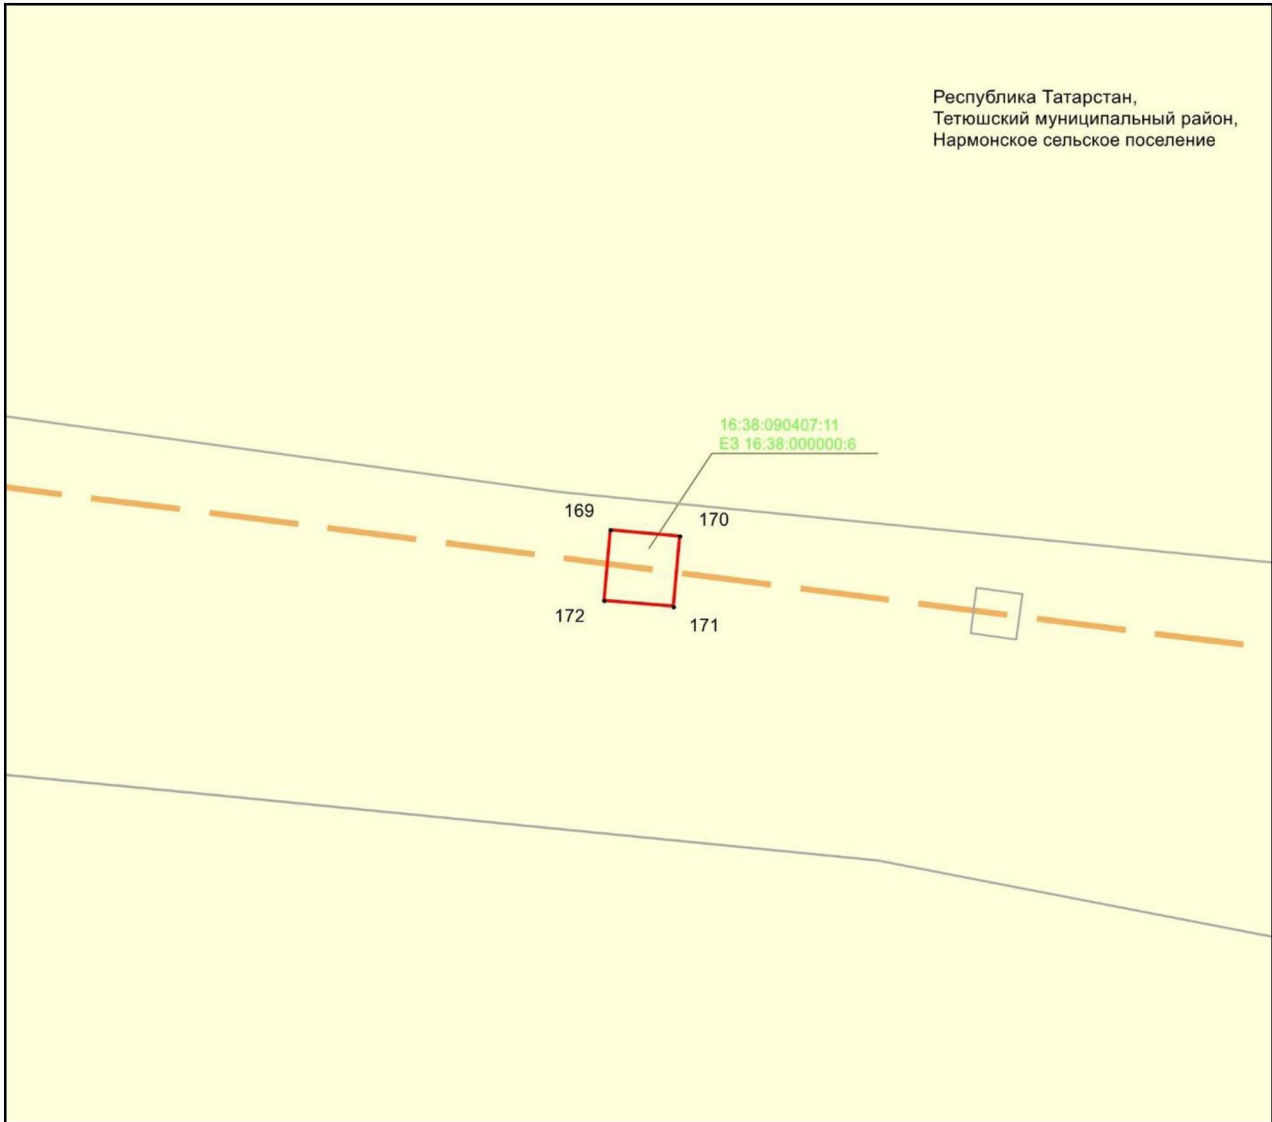 Республика Татарстан,
Тетюшский муниципальный район,
Нармонское сельское поселение
16:38:090407:11
ЕЗ 16:38:000000:6
169
170
172
171